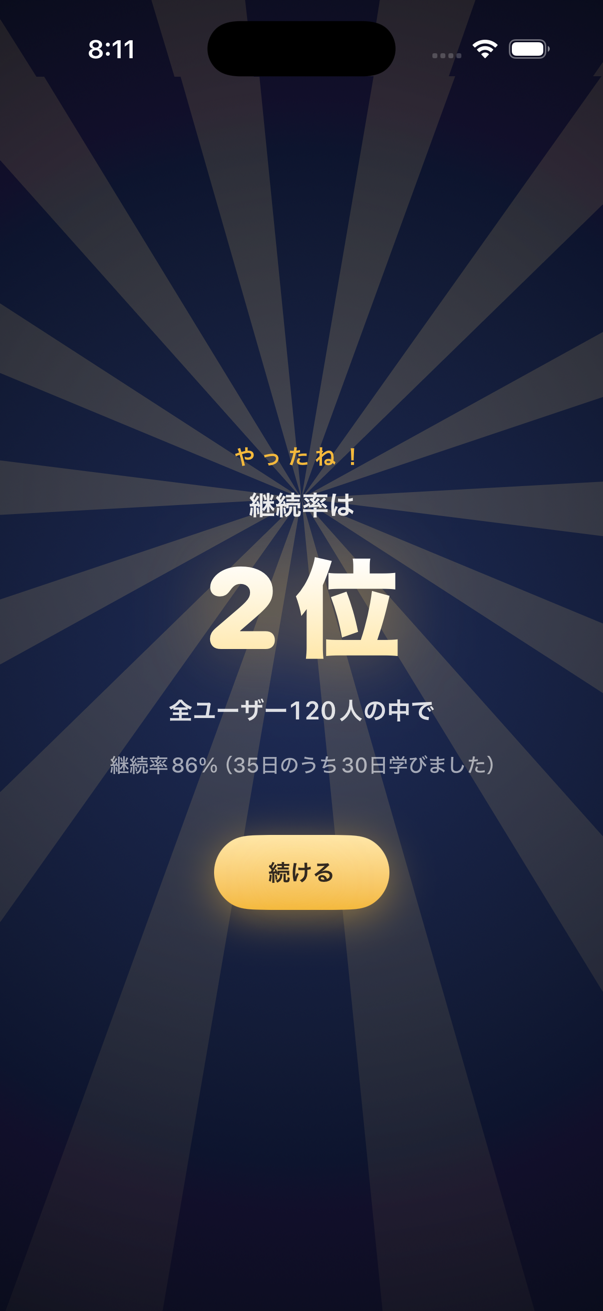 8:11
やったね！
継続率は
2位
全ユーザー120人の中で
継続率86%（35日のうち30日学びました）
続ける